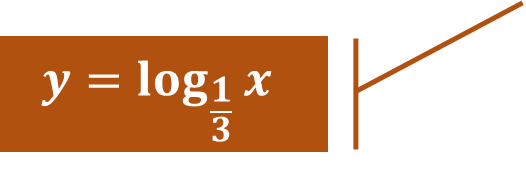 y = log_{1/3} x